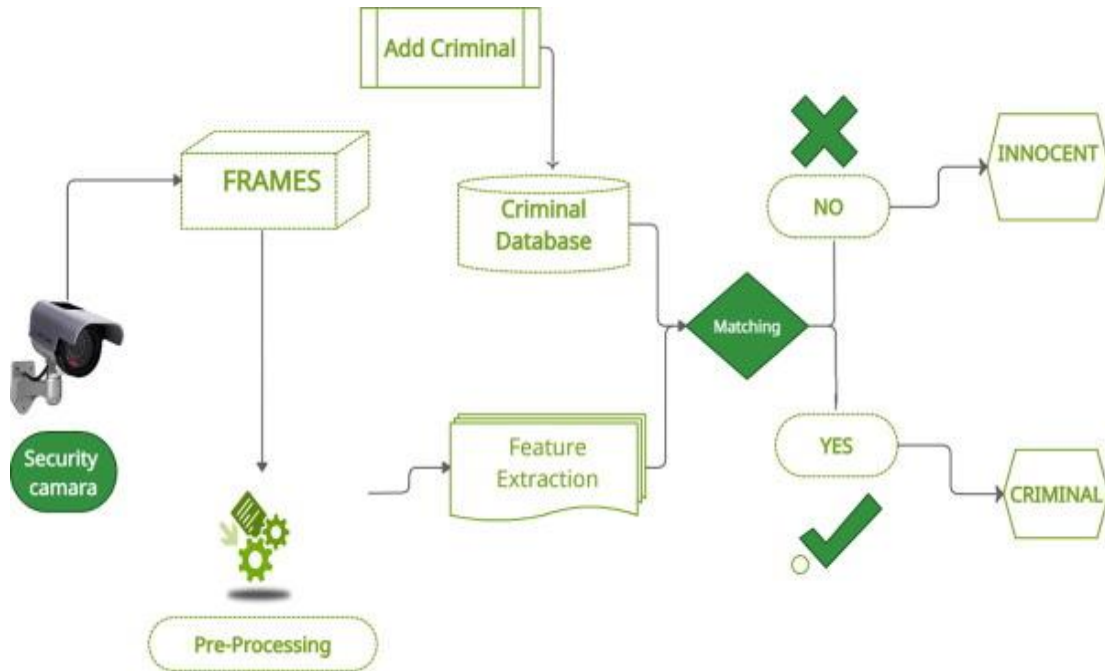 Add Criminal
FRAMES
Criminal
Database
NO
INNOCENT
Matching
Security
camara
Feature
Extraction
YES
CRIMINAL
Pre-Processing